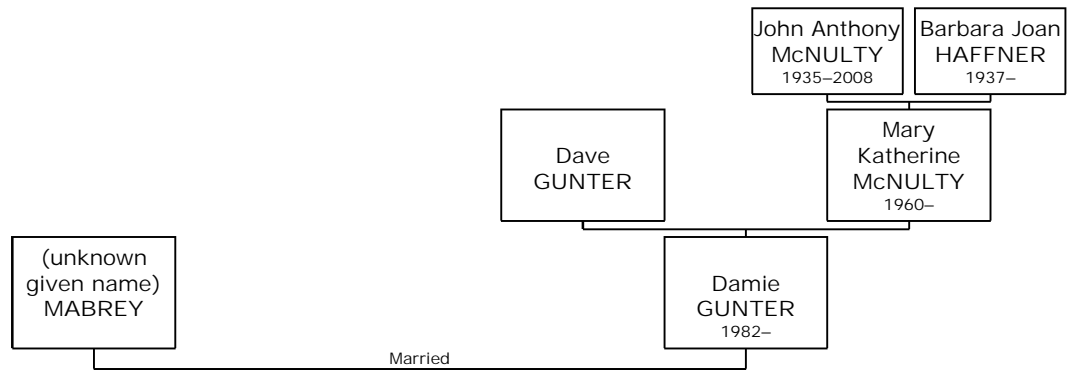 John Anthony
McNULTY
1935–2008
Barbara Joan
HAFFNER
1937–
Dave
GUNTER
Mary
Katherine
McNULTY
1960–
(unknown
given name)
MABREY
Damie
GUNTER
1982–
Married